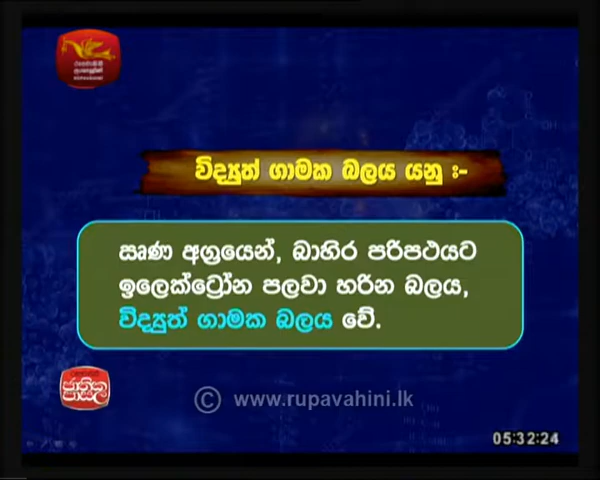 විද්‍යුත් ගාමක බලය යනු :-
ඍණ අග්‍රයෙන්, බාහිර පරිපථයට
ඉලෙක්ට්‍රෝන පලවා හරින බලය,
විද්‍යුත් ගාමක බලය වේ.
ජාතික
පාසල
© www.rupavahini.lk
05:32:24